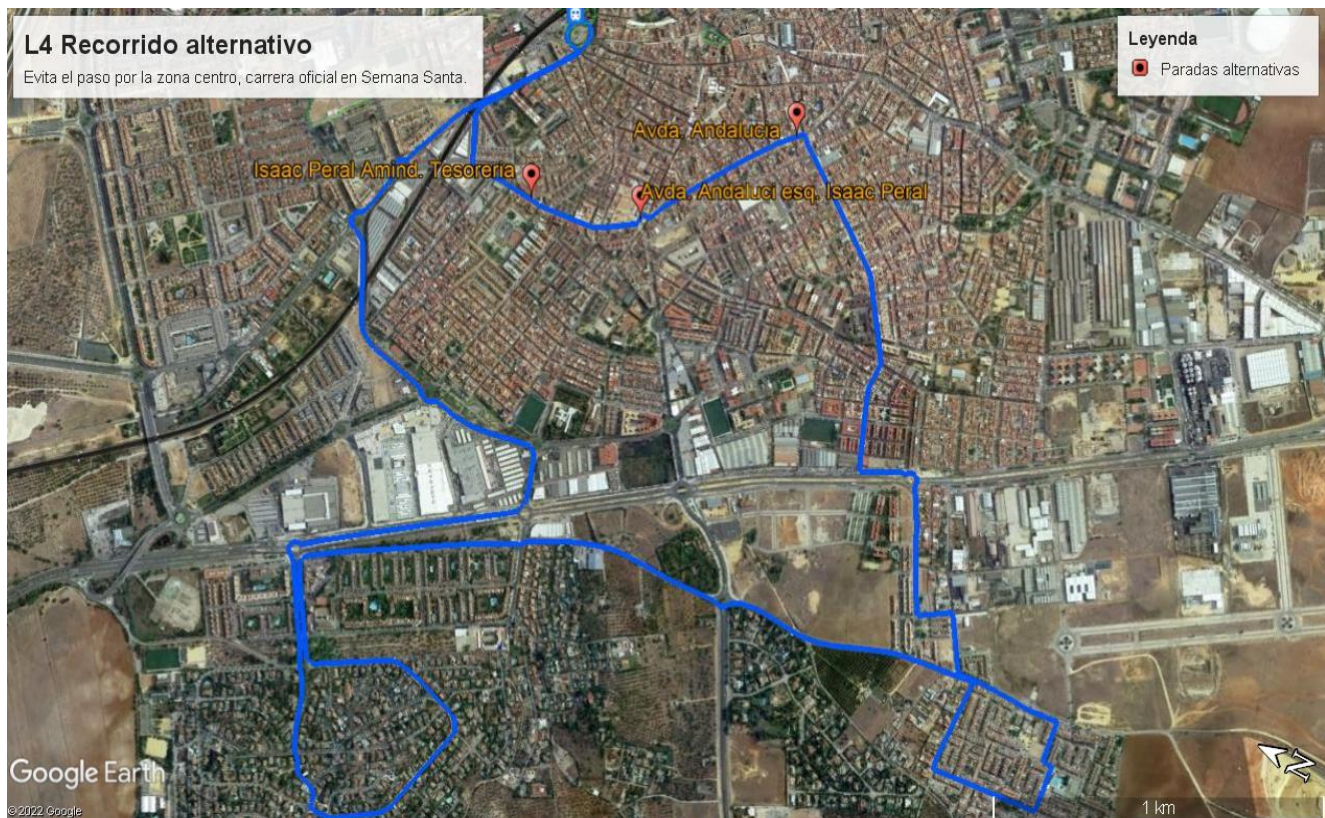 L4 Recorrido alternativo
Evita el paso por la zona centro, carrera oficial en Semana Santa.
Leyenda
Paradas alternativas
Avda. Andalucia
Isaac Peral Amind. Tesoreria
Avda. Andaluci esq. Isaac Peral
Google Earth
©2022 Google
N
1 km